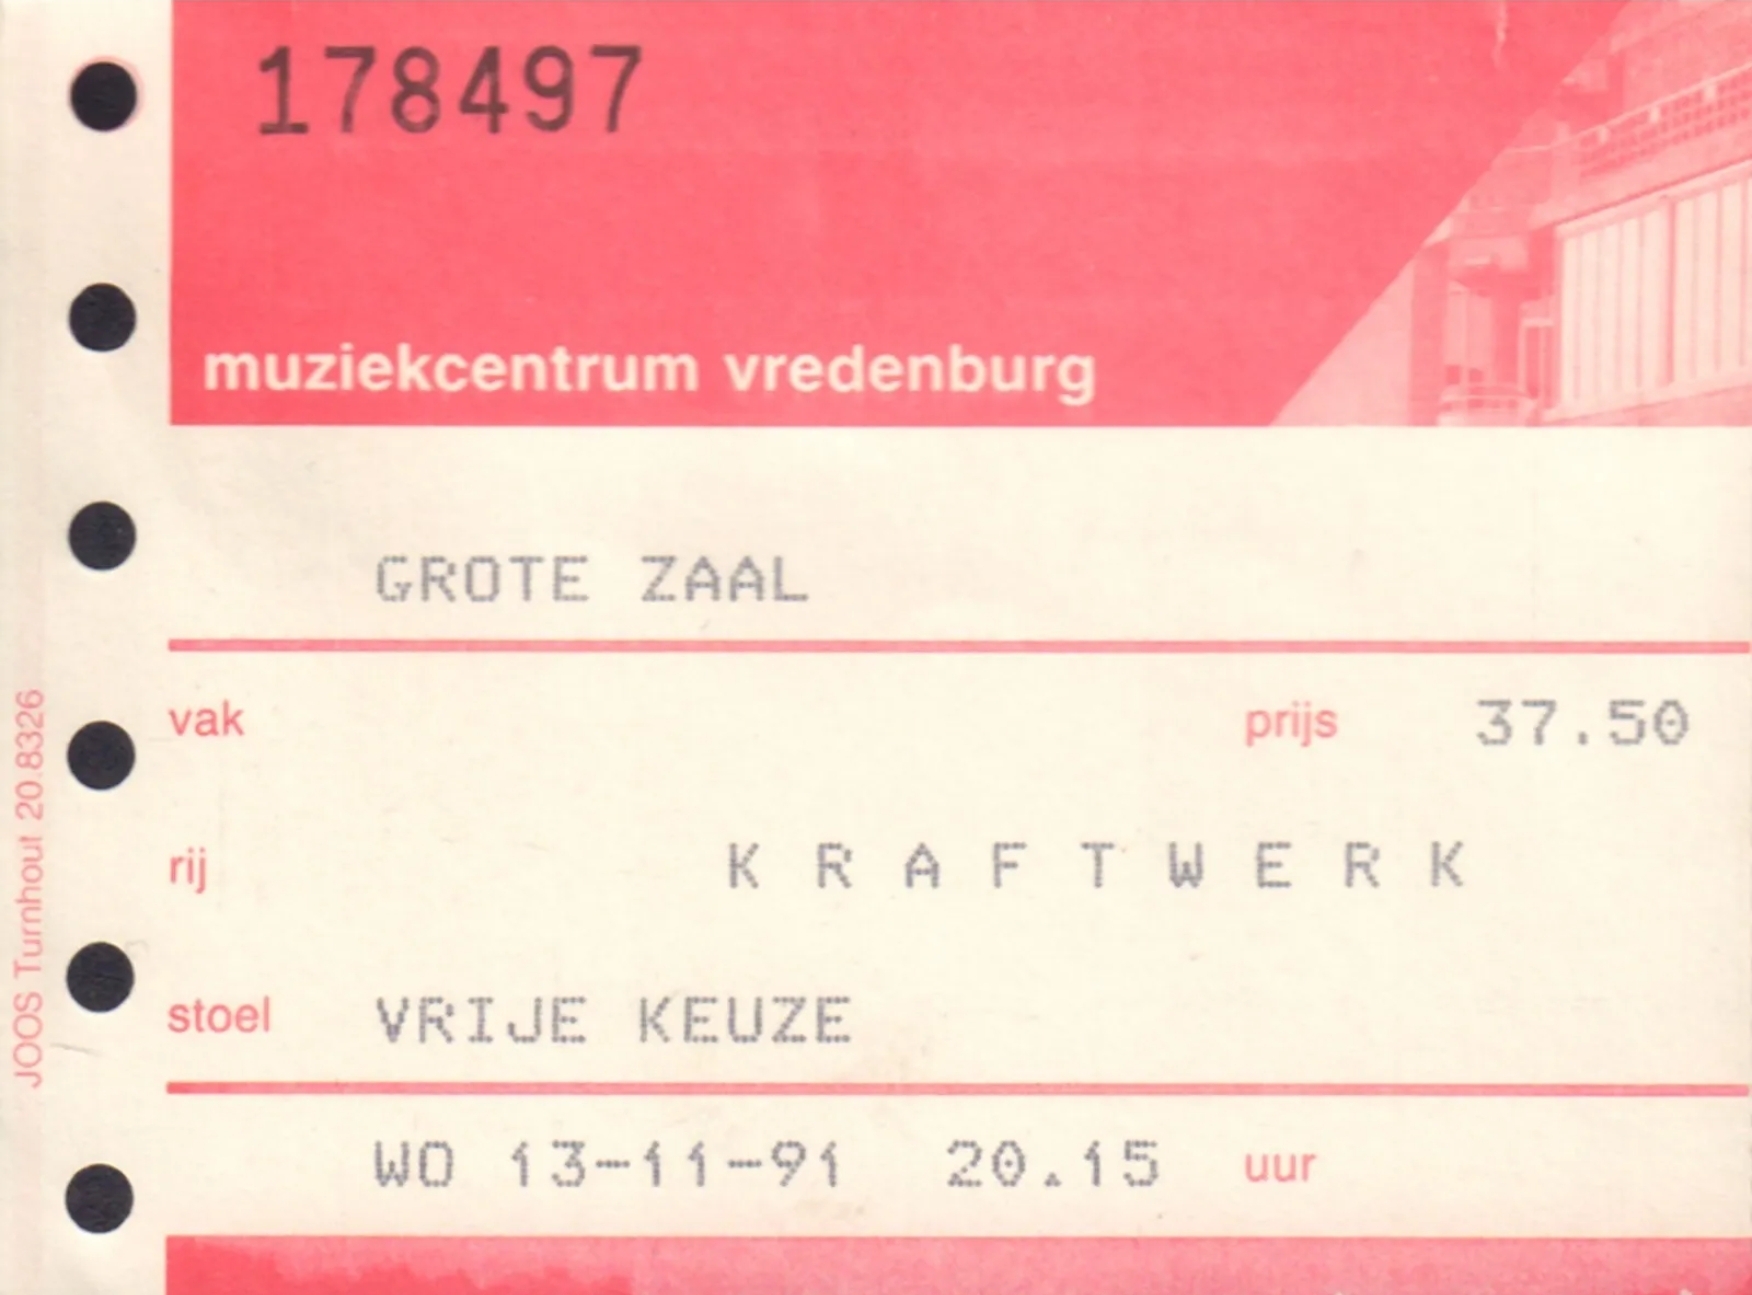 178497
muziekcentrum vredenburg
GROTE ZAAL
vak prijs 37.50
rij KRAFTWERK
stoel VRIJE KEUZE
WO 13-11-91 20.15 uur
JOOS Turnhout 20.8326